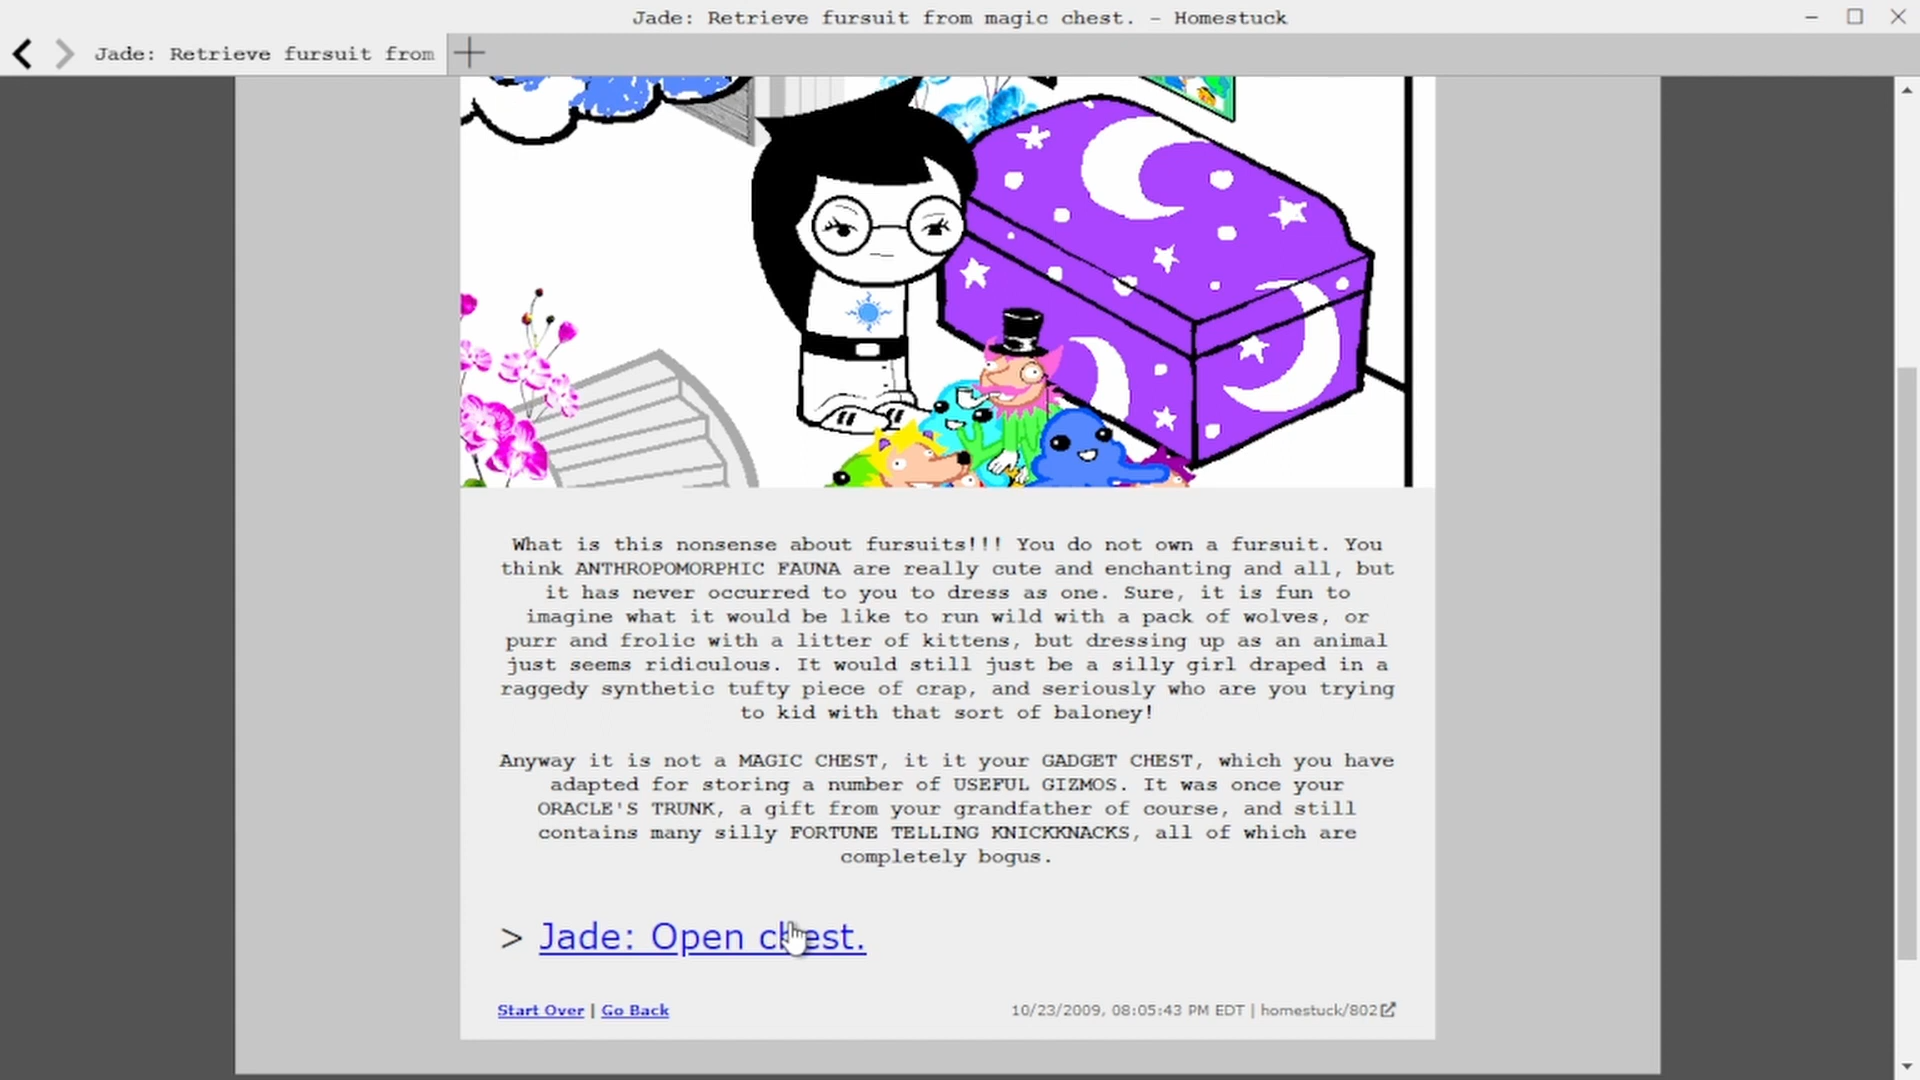 Jade: Retrieve fursuit from magic chest. - Homestuck
Jade: Retrieve fursuit from
What is this nonsense about fursuits!!! You do not own a fursuit. You
think ANTHROPOMORPHIC FAUNA are really cute and enchanting and all, but
it has never occurred to you to dress as one. Sure, it is fun to
imagine what it would be like to run wild with a pack of wolves, or
purr and frolic with a litter of kittens, but dressing up as an animal
just seems ridiculous. It would still just be a silly girl draped in a
raggedy synthetic tufty piece of crap, and seriously who are you trying
to kid with that sort of baloney!
Anyway it is not a MAGIC CHEST, it it your GADGET CHEST, which you have
adapted for storing a number of USEFUL GIZMOS. It was once your
ORACLE'S TRUNK, a gift from your grandfather of course, and still
contains many silly FORTUNE TELLING KNICKKNACKS, all of which are
completely bogus.
> Jade: Open chest.
Start Over | Go Back
10/23/2009, 08:05:43 PM EDT | homestuck/802